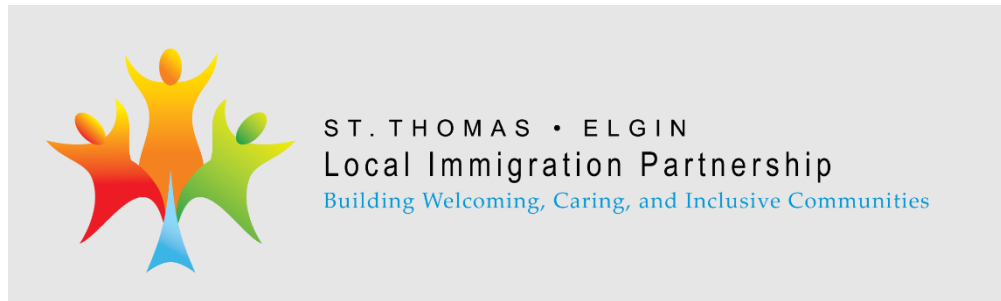 ST. THOMAS • ELGIN
Local Immigration Partnership
Building Welcoming, Caring, and Inclusive Communities